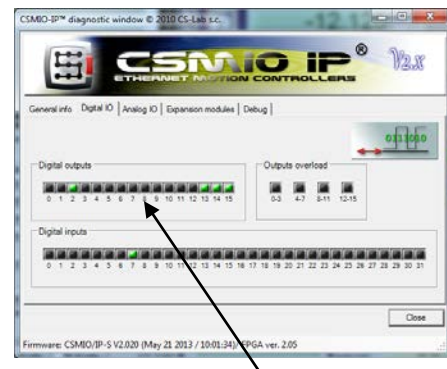 CSMIO-IP™ diagnostic window © 2010 CS-Lab s.c.
-12.12
CSMIO IP® V2.x
ETHERNET MOTION CONTROLLERS
General info Digital IO Analog IO Expansion modules Debug
0111010
Digital outputs Outputs overload
0 1 2 3 4 5 6 7 8 9 10 11 12 13 14 15 0-3 4-7 8-11 12-15
Digital inputs
0 1 2 3 4 5 6 7 8 9 10 11 12 13 14 15 16 17 18 19 20 21 22 23 24 25 26 27 28 29 30 31
Close
Firmware: CSMIO/IP-S V2.020 (May 21 2013 / 10:01:34) FPGA ver. 2.05